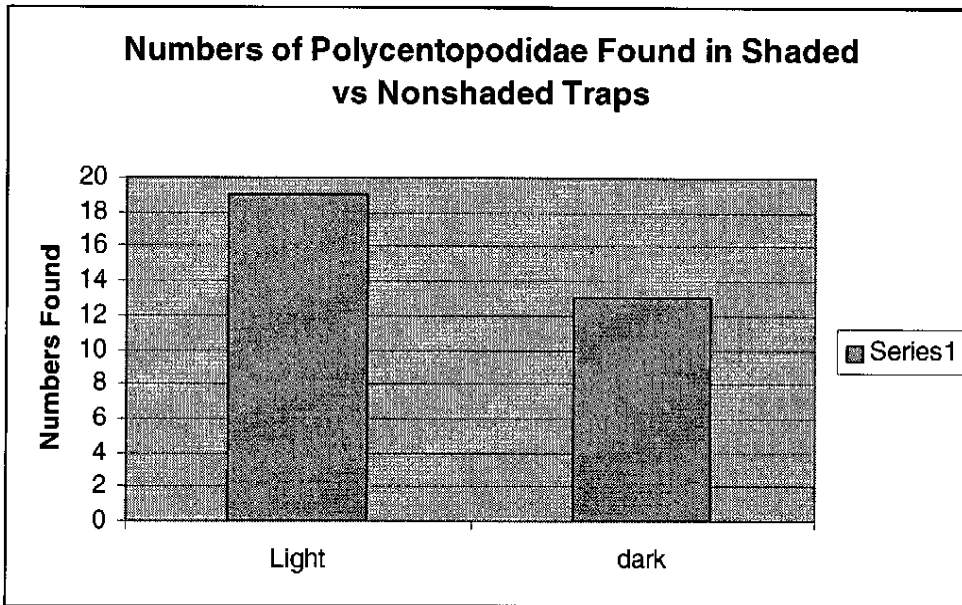 Numbers of Polycentopodidae Found in Shaded
vs Nonshaded Traps
Numbers Found
20
18
16
14
12
10
8
6
4
2
0
Light
dark
Series1